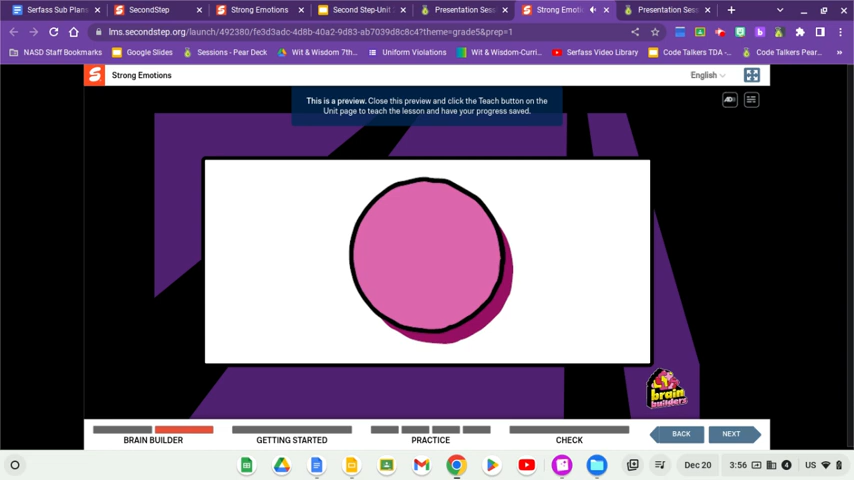 Serfass Sub Plans
SecondStep
Strong Emotions
Second Step-Unit
Presentation Sess
Strong Emotio
Presentation Sess
lms.secondstep.org/launch/492380/fe3d3adc-4d8b-40a2-9d83-ab7039d8c8c4?theme=grade5&prep=1
NASD Staff Bookmarks
Google Slides
Sessions - Pear Deck
Wit & Wisdom 7th...
Uniform Violations
Wit & Wisdom-Curri...
Serfass Video Library
Code Talkers TDA -...
Code Talkers Pear...
»
Strong Emotions
English
This is a preview. Close this preview and click the Teach button on the
Unit page to teach the lesson and have your progress saved.
AD
brain
builders
BRAIN BUILDER
GETTING STARTED
PRACTICE
CHECK
BACK
NEXT
Dec 20
3:56
4
US